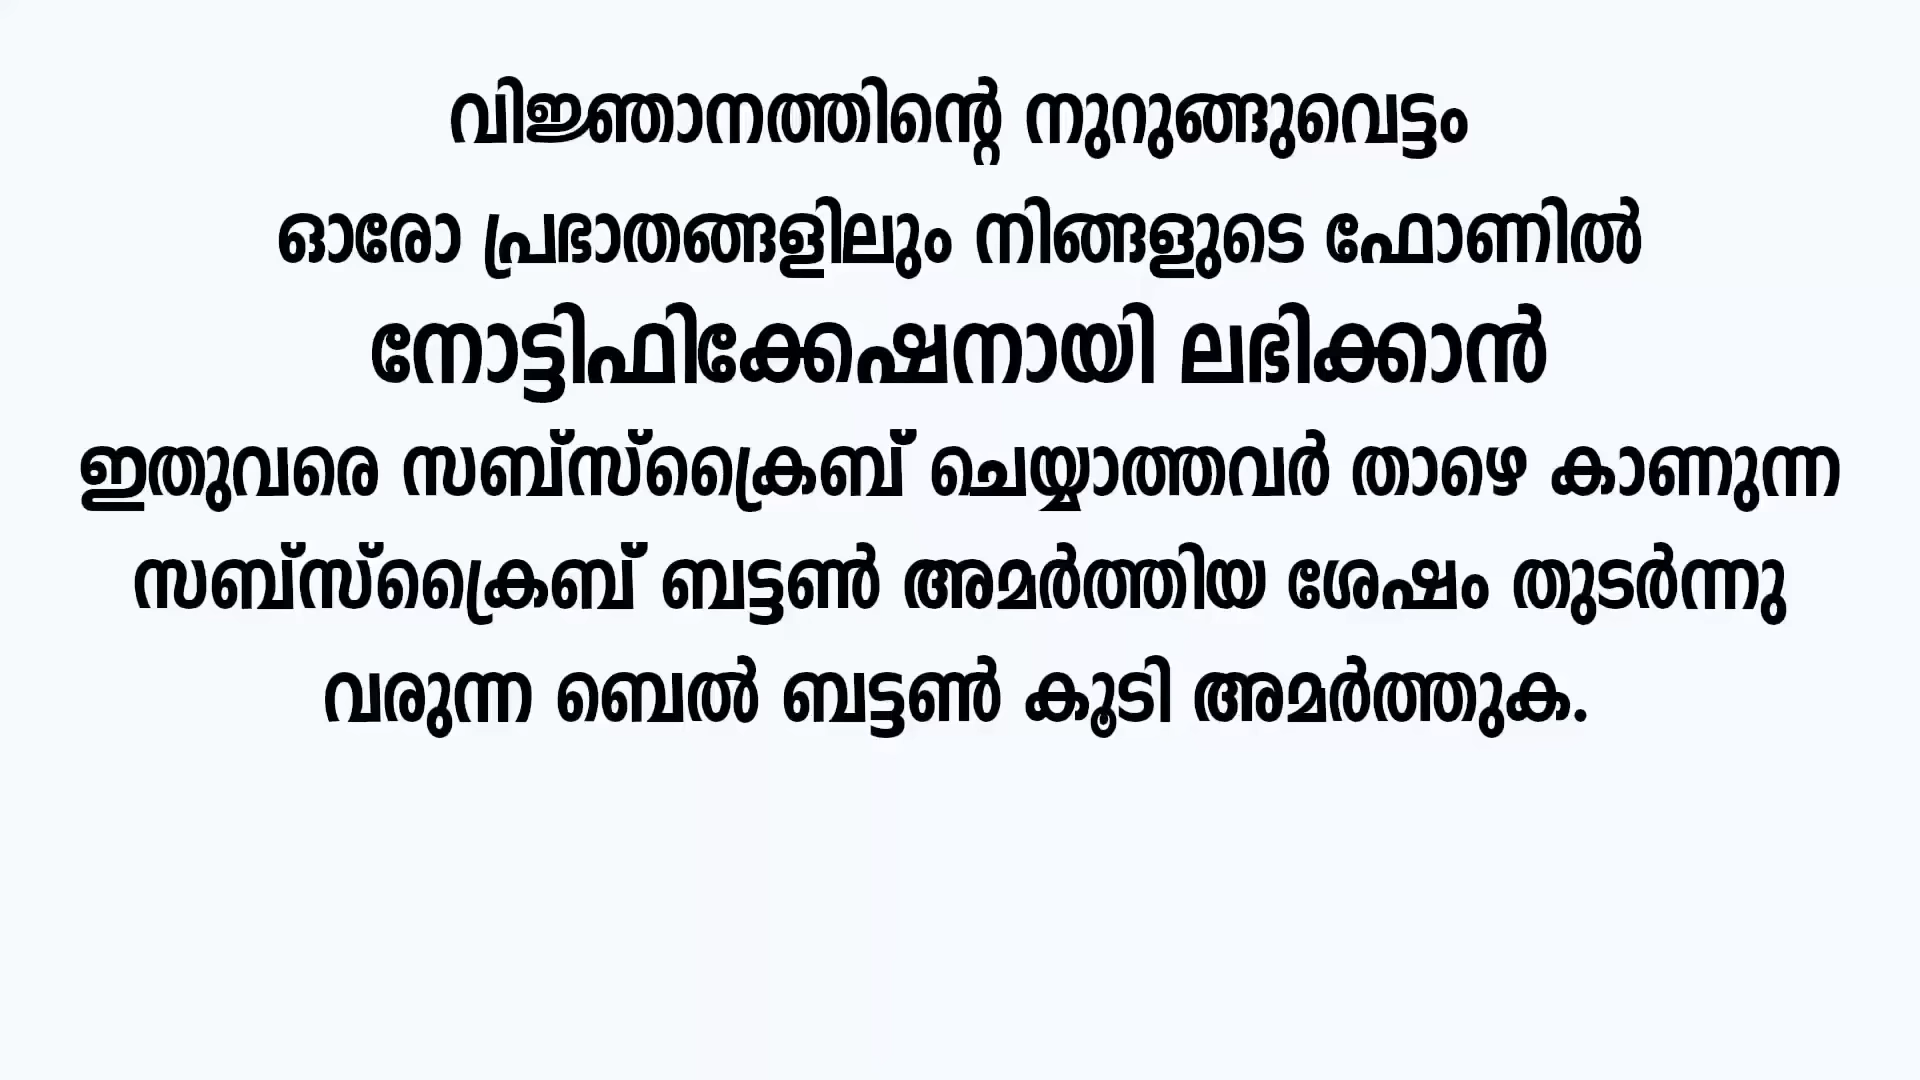 വിജ്ഞാനത്തിന്റെ നുറുങ്ങുവെട്ടം
ഓരോ പ്രഭാതങ്ങളിലും നിങ്ങളുടെ ഫോണിൽ
നോട്ടിഫിക്കേഷനായി ലഭിക്കാൻ
ഇതുവരെ സബ്സ്ക്രൈബ് ചെയ്യാത്തവർ താഴെ കാണുന്ന
സബ്സ്ക്രൈബ് ബട്ടൺ അമർത്തിയ ശേഷം തുടർന്നു
വരുന്ന ബെൽ ബട്ടൺ കൂടി അമർത്തുക.